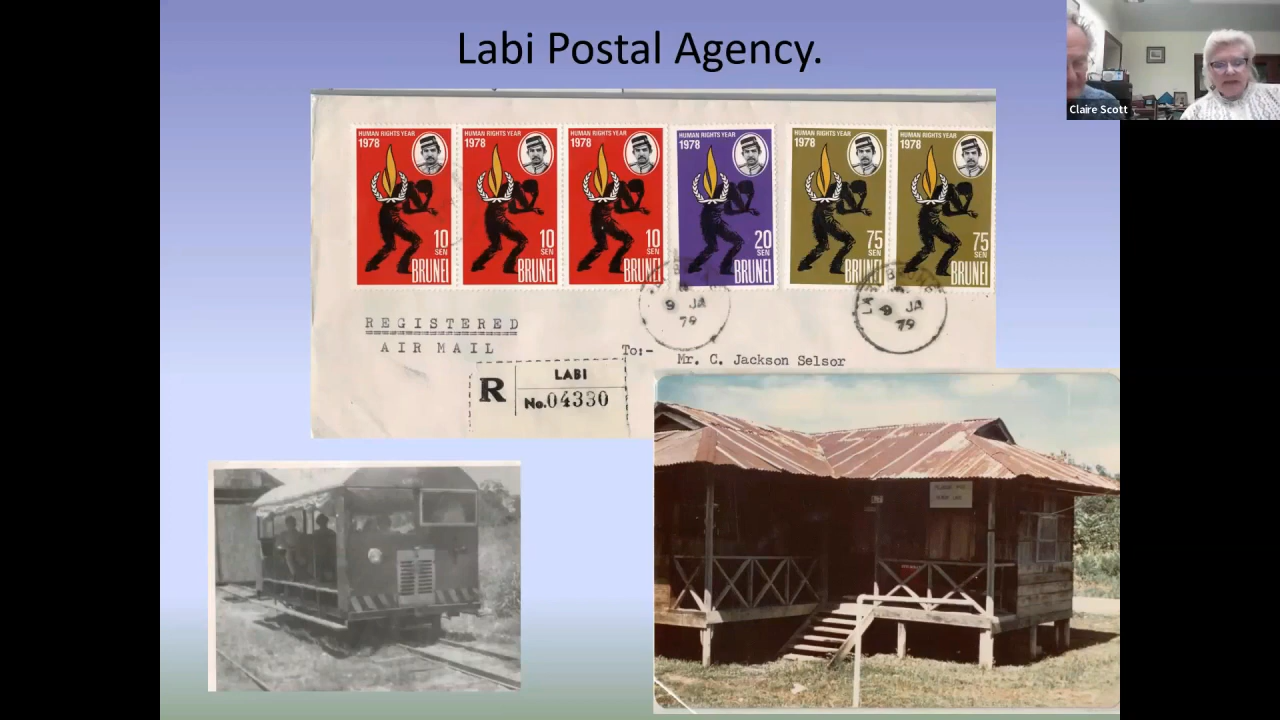 Labi Postal Agency.
Claire Scott
HUMAN RIGHTS YEAR
1978
10
SEN
BRUNEI
HUMAN RIGHTS YEAR
1978
10
SEN
BRUNEI
HUMAN RIGHTS YEAR
1978
10
SEN
BRUNEI
HUMAN RIGHTS YEAR
1978
20
SEN
BRUNEI
HUMAN RIGHTS YEAR
1978
75
SEN
BRUNEI
HUMAN RIGHTS YEAR
1978
75
SEN
BRUNEI
9 JA
79
9 JA
79
REGISTERED
AIR MAIL
To:-
Mr. C. Jackson Selsor
R
LABI
No.04330